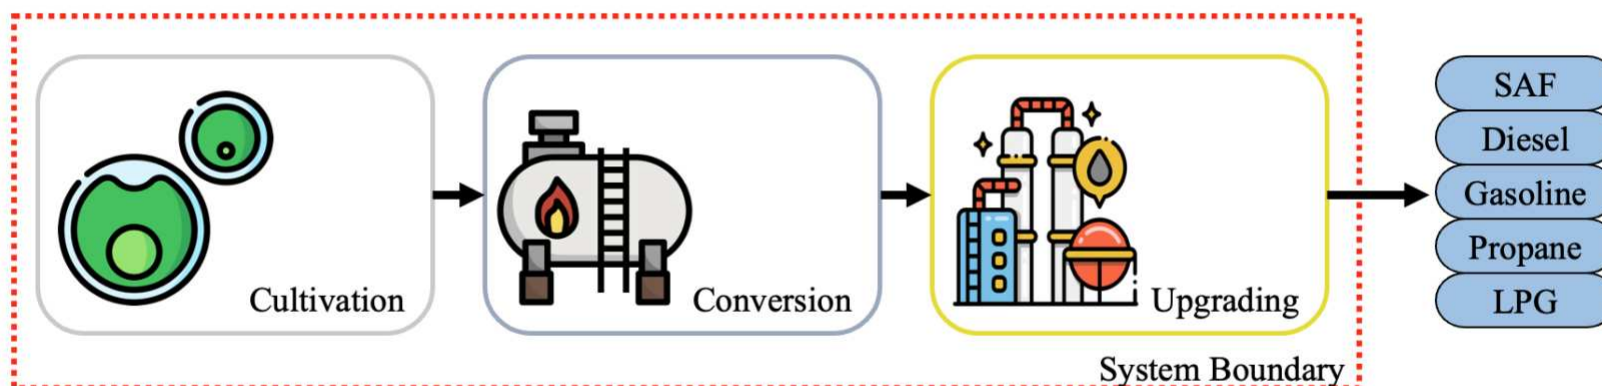 Cultivation
Conversion
Upgrading
System Boundary
SAF
Diesel
Gasoline
Propane
LPG